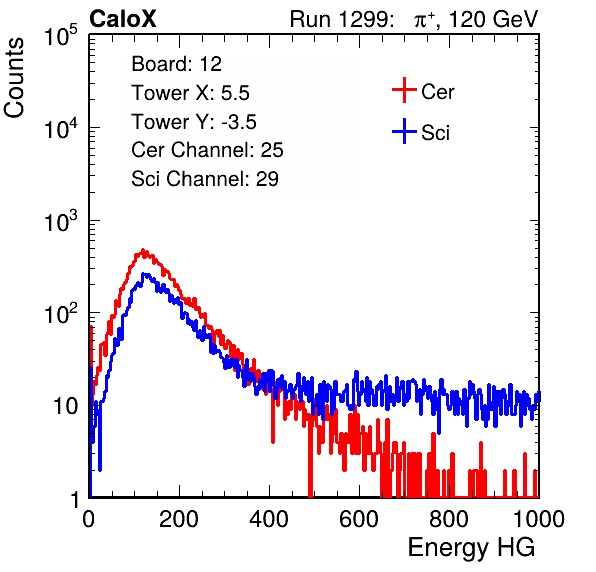 CaloX Run 1299: π⁺, 120 GeV
Counts
10⁵
10⁴
10³
10²
10
1
Board: 12
Tower X: 5.5
Tower Y: -3.5
Cer Channel: 25
Sci Channel: 29
Cer
Sci
0 200 400 600 800 1000
Energy HG